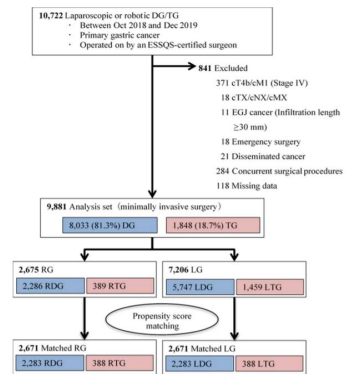 10,722 Laparoscopic or robotic DG/TG
· Between Oct 2018 and Dec 2019
· Primary gastric cancer
· Operated on by an ESSQS-certified surgeon
841 Excluded
371 cT4b/cM1 (Stage IV)
18 cTX/cNX/cMX
11 EGJ cancer (Infiltration length
≥30 mm)
18 Emergency surgery
21 Disseminated cancer
284 Concurrent surgical procedures
118 Missing data
9,881 Analysis set (minimally invasive surgery)
8,033 (81.3%) DG
1,848 (18.7%) TG
2,675 RG
2,286 RDG
389 RTG
7,206 LG
5,747 LDG
1,459 LTG
Propensity score
matching
2,671 Matched RG
2,283 RDG
388 RTG
2,671 Matched LG
2,283 LDG
388 LTG